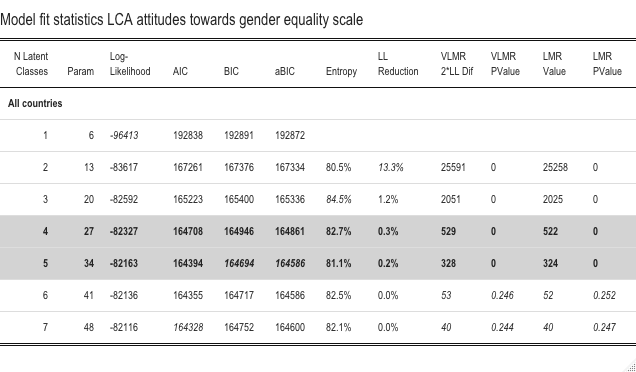 Model fit statistics LCA attitudes towards gender equality scale
N Latent Classes Param Log-Likelihood AIC BIC aBIC Entropy LL Reduction VLMR 2*LL Dif VLMR PValue LMR Value LMR PValue
All countries
1 6 -96413 192838 192891 192872
2 13 -83617 167261 167376 167334 80.5% 13.3% 25591 0 25258 0
3 20 -82592 165223 165400 165336 84.5% 1.2% 2051 0 2025 0
4 27 -82327 164708 164946 164861 82.7% 0.3% 529 0 522 0
5 34 -82163 164394 164694 164586 81.1% 0.2% 328 0 324 0
6 41 -82136 164355 164717 164586 82.5% 0.0% 53 0.246 52 0.252
7 48 -82116 164328 164752 164600 82.1% 0.0% 40 0.244 40 0.247